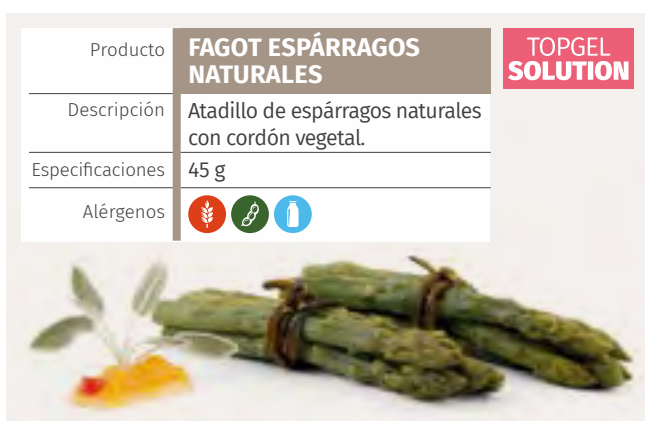 Producto
FAGOT ESPÁRRAGOS
NATURALES
TOPGEL
SOLUTION
Descripción
Atadillo de espárragos naturales
con cordón vegetal.
Especificaciones
45 g
Alérgenos